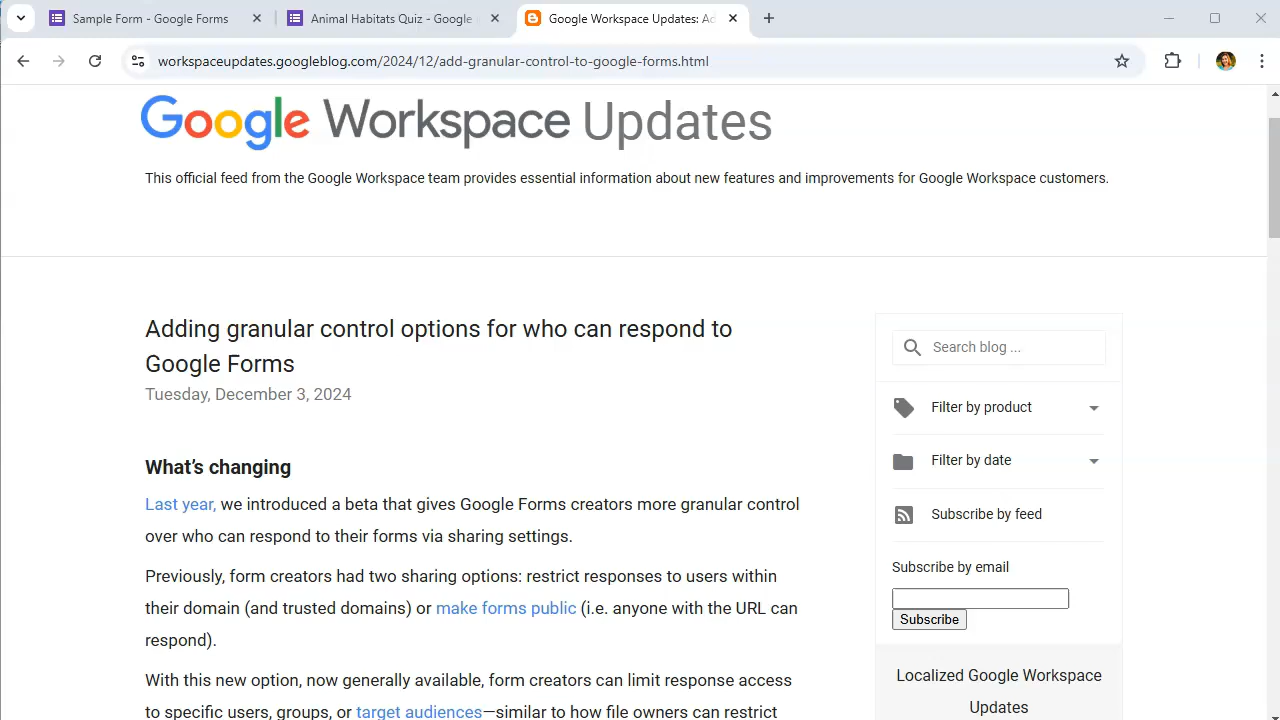 Sample Form - Google Forms
Animal Habitats Quiz - Google
Google Workspace Updates: Ad
workspaceupdates.googleblog.com/2024/12/add-granular-control-to-google-forms.html
Google Workspace Updates
This official feed from the Google Workspace team provides essential information about new features and improvements for Google Workspace customers.
Adding granular control options for who can respond to
Google Forms
Tuesday, December 3, 2024
What’s changing
Last year, we introduced a beta that gives Google Forms creators more granular control
over who can respond to their forms via sharing settings.
Previously, form creators had two sharing options: restrict responses to users within
their domain (and trusted domains) or make forms public (i.e. anyone with the URL can
respond).
With this new option, now generally available, form creators can limit response access
to specific users, groups, or target audiences—similar to how file owners can restrict
Search blog ...
Filter by product
Filter by date
Subscribe by feed
Subscribe by email
Subscribe
Localized Google Workspace
Updates